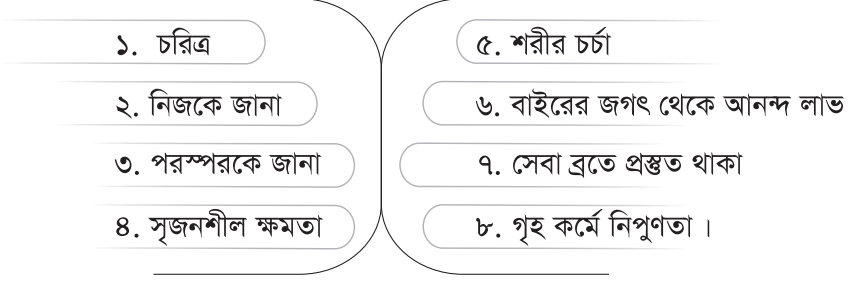 ১. চরিত্র
২. নিজকে জানা
৩. পরস্পরকে জানা
৪. সৃজনশীল ক্ষমতা
৫. শরীর চর্চা
৬. বাইরের জগৎ থেকে আনন্দ লাভ
৭. সেবা ব্রতে প্রস্তুত থাকা
৮. গৃহ কর্মে নিপুণতা ।